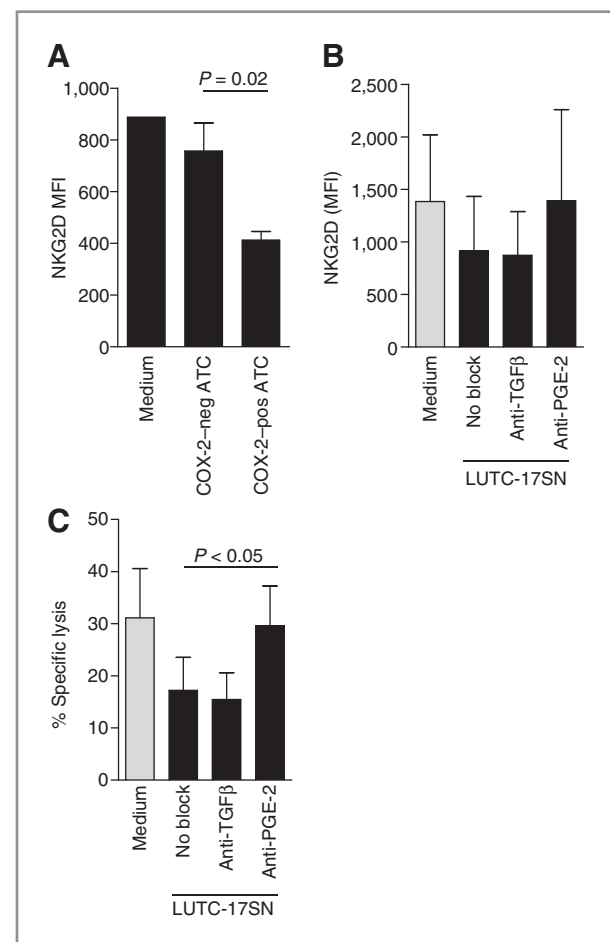 A
P = 0.02
NKG2D MFI
1,000
800
600
400
200
0
Medium
COX-2–neg ATC
COX-2–pos ATC
B
NKG2D (MFI)
2,500
2,000
1,500
1,000
500
0
Medium
No block
Anti-TGFβ
Anti-PGE-2
LUTC-17SN
C
P < 0.05
% Specific lysis
50
40
30
20
10
0
Medium
No block
Anti-TGFβ
Anti-PGE-2
LUTC-17SN